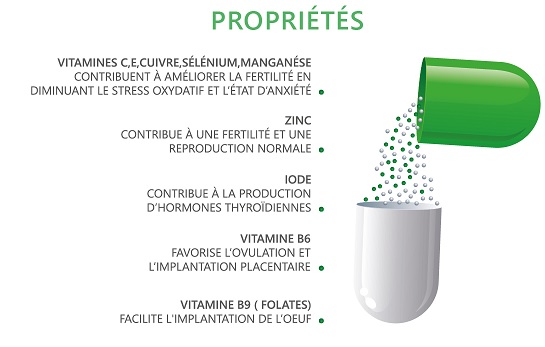 PROPRIÉTÉS
VITAMINES C,E,CUIVRE,SÉLÉNIUM,MANGANÉSE
CONTRIBUENT À AMÉLIORER LA FERTILITÉ EN
DIMINUANT LE STRESS OXYDATIF ET L'ÉTAT D'ANXIÉTÉ
ZINC
CONTRIBUE À UNE FERTILITÉ ET UNE
REPRODUCTION NORMALE
IODE
CONTRIBUE À LA PRODUCTION
D'HORMONES THYROÏDIENNES
VITAMINE B6
FAVORISE L'OVULATION ET
L'IMPLANTATION PLACENTAIRE
VITAMINE B9 ( FOLATES)
FACILITE L'IMPLANTATION DE L'OEUF